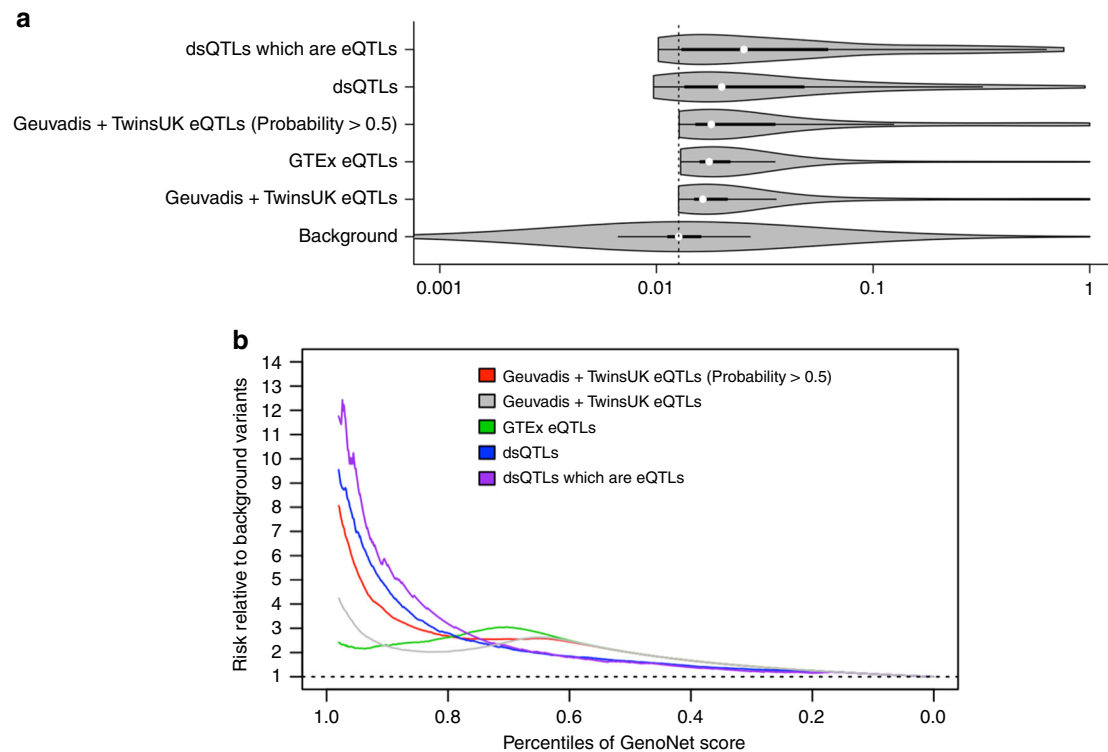 a
dsQTLs which are eQTLs
dsQTLs
Geuvadis + TwinsUK eQTLs (Probability > 0.5)
GTEx eQTLs
Geuvadis + TwinsUK eQTLs
Background
0.001 0.01 0.1 1
b
14
13
12
11
10
9
8
7
6
5
4
3
2
1
Risk relative to background variants
Geuvadis + TwinsUK eQTLs (Probability > 0.5)
Geuvadis + TwinsUK eQTLs
GTEx eQTLs
dsQTLs
dsQTLs which are eQTLs
1.0 0.8 0.6 0.4 0.2 0.0
Percentiles of GenoNet score